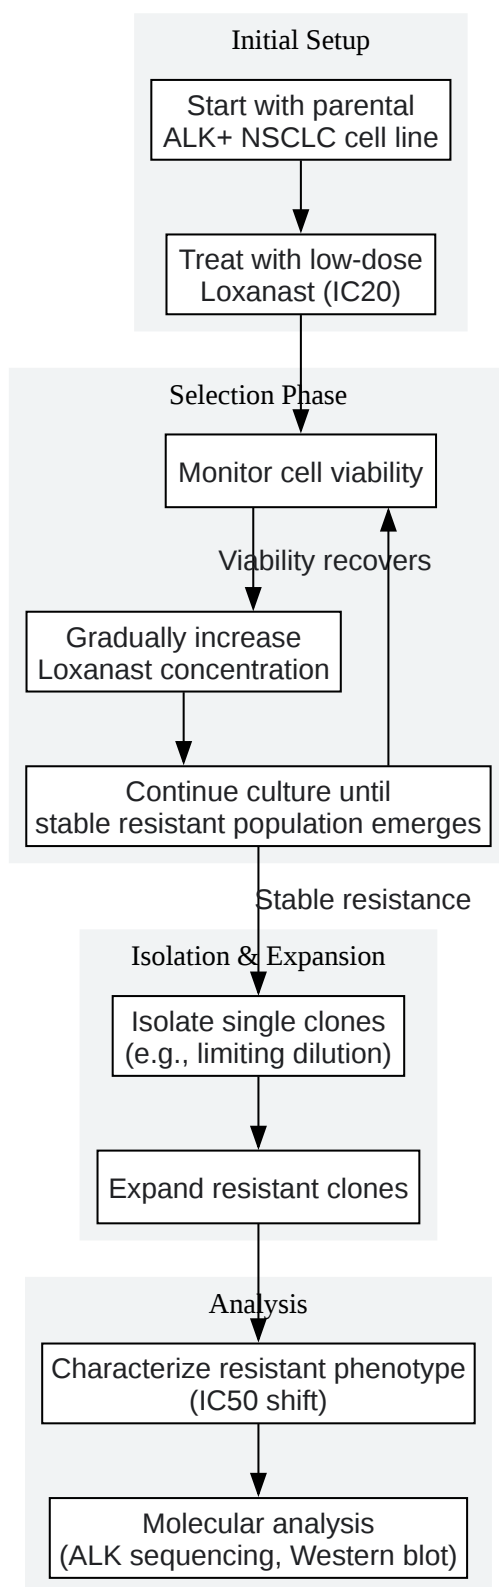 Initial Setup
Start with parental
ALK+ NSCLC cell line
Treat with low-dose
Loxanast (IC20)
Selection Phase
Monitor cell viability
Viability recovers
Gradually increase
Loxanast concentration
Continue culture until
stable resistant population emerges
Stable resistance
Isolation & Expansion
Isolate single clones
(e.g., limiting dilution)
Expand resistant clones
Analysis
Characterize resistant phenotype
(IC50 shift)
Molecular analysis
(ALK sequencing, Western blot)